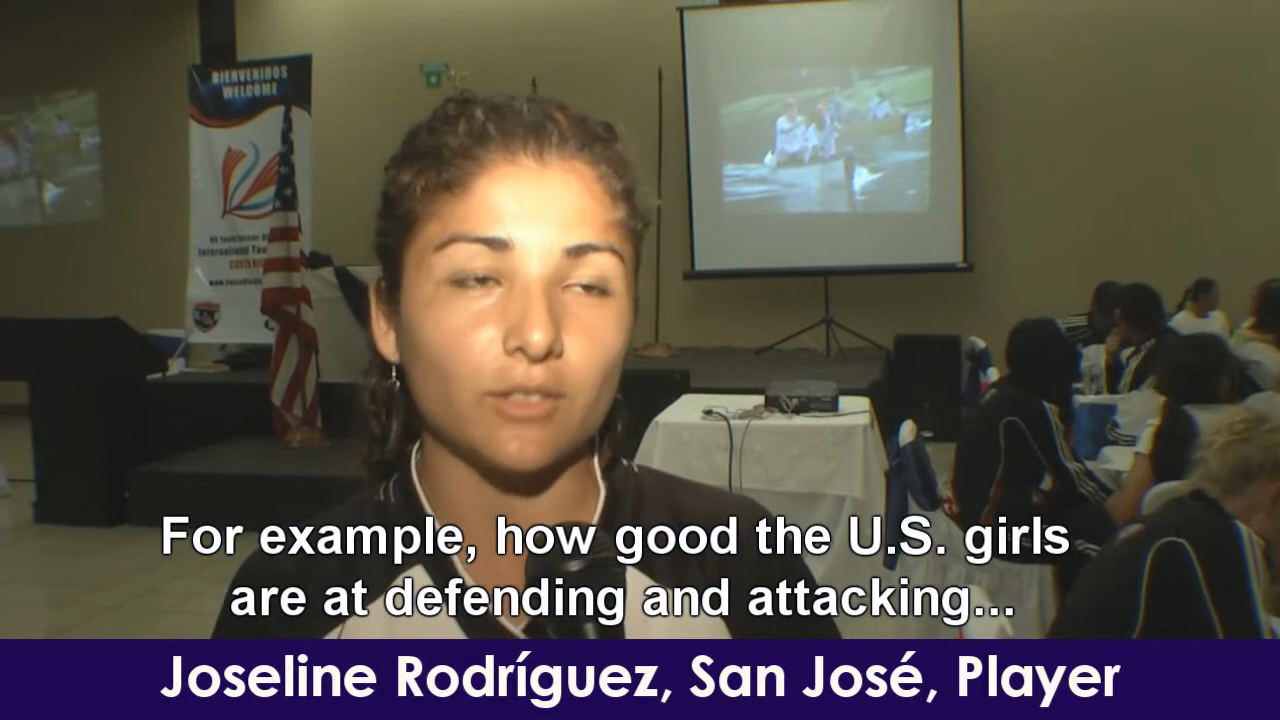 BIENVENIDOS
WELCOME
International
COSTA
For example, how good the U.S. girls
are at defending and attacking...
Joseline Rodríguez, San José, Player